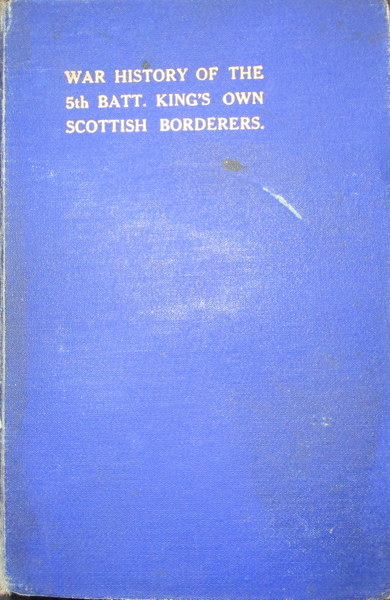 WAR HISTORY OF THE
5th BATT. KING'S OWN
SCOTTISH BORDERERS.